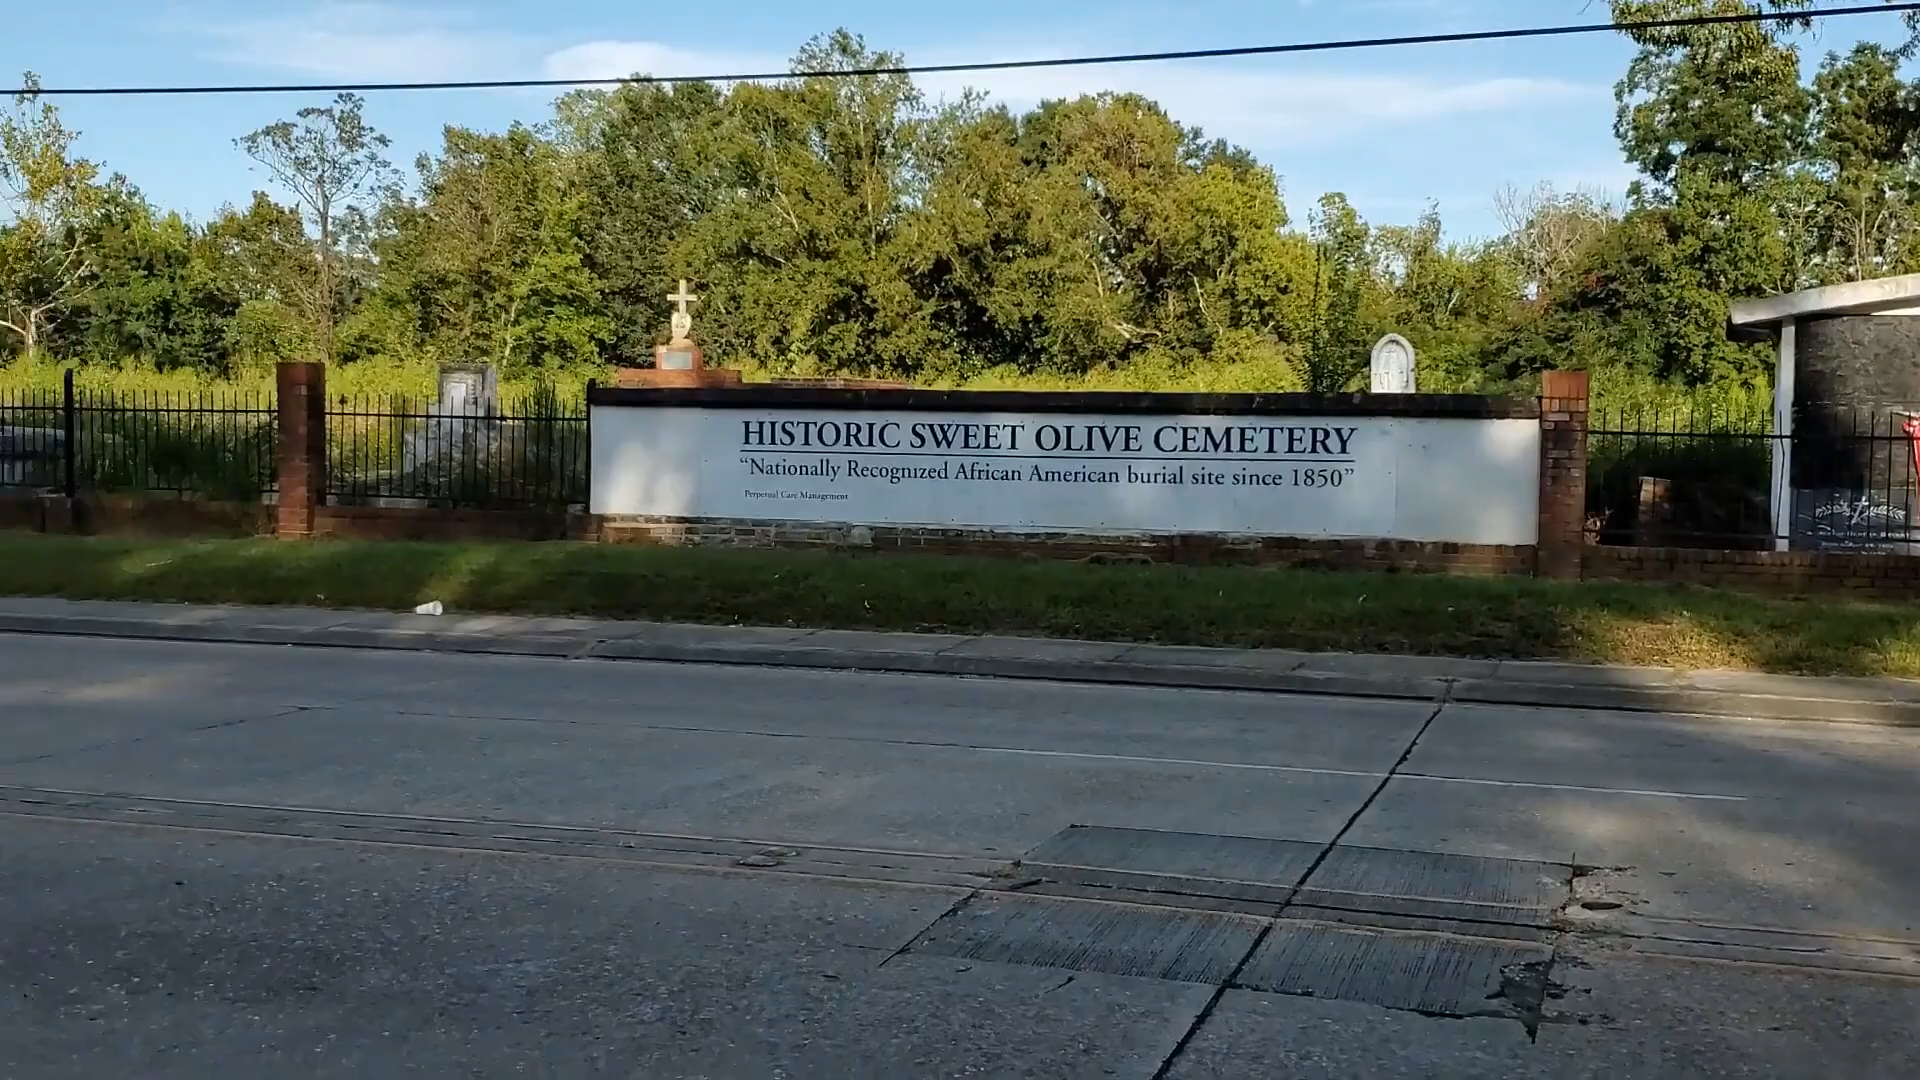 HISTORIC SWEET OLIVE CEMETERY
“Nationally Recognized African American burial site since 1850”
Perpetual Care Management